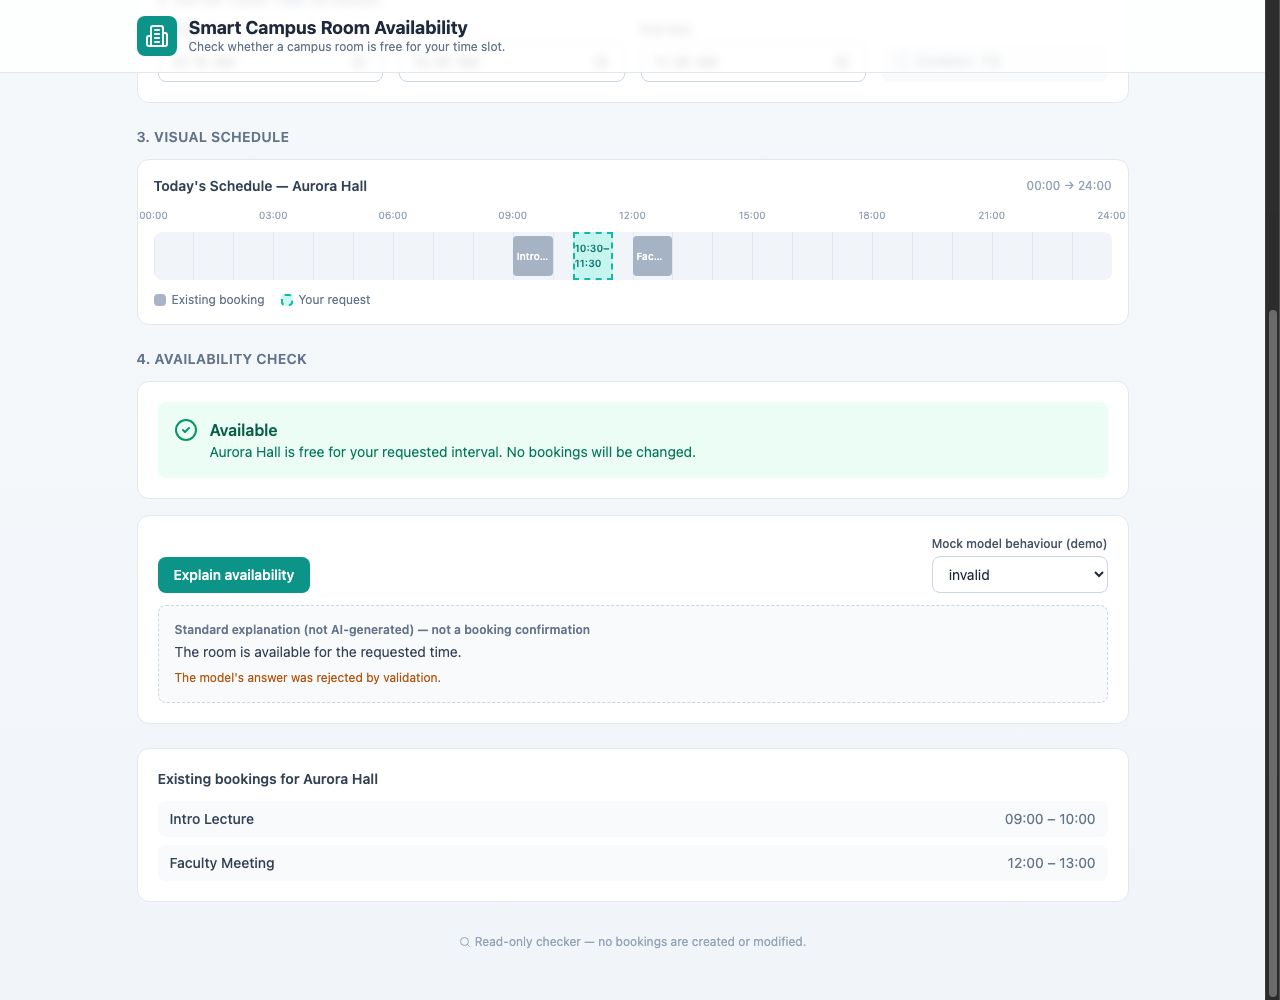 Smart Campus Room Availability
Check whether a campus room is free for your time slot.
3. VISUAL SCHEDULE
Today's Schedule — Aurora Hall
00:00 → 24:00
00:00 03:00 06:00 09:00 12:00 15:00 18:00 21:00 24:00
Intro...
10:30–
11:30
Fac...
Existing booking
Your request
4. AVAILABILITY CHECK
Available
Aurora Hall is free for your requested interval. No bookings will be changed.
Mock model behaviour (demo)
Explain availability
invalid
Standard explanation (not AI-generated) — not a booking confirmation
The room is available for the requested time.
The model's answer was rejected by validation.
Existing bookings for Aurora Hall
Intro Lecture 09:00 – 10:00
Faculty Meeting 12:00 – 13:00
Read-only checker — no bookings are created or modified.